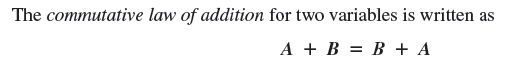 The commutative law of addition for two variables is written as
A + B = B + A